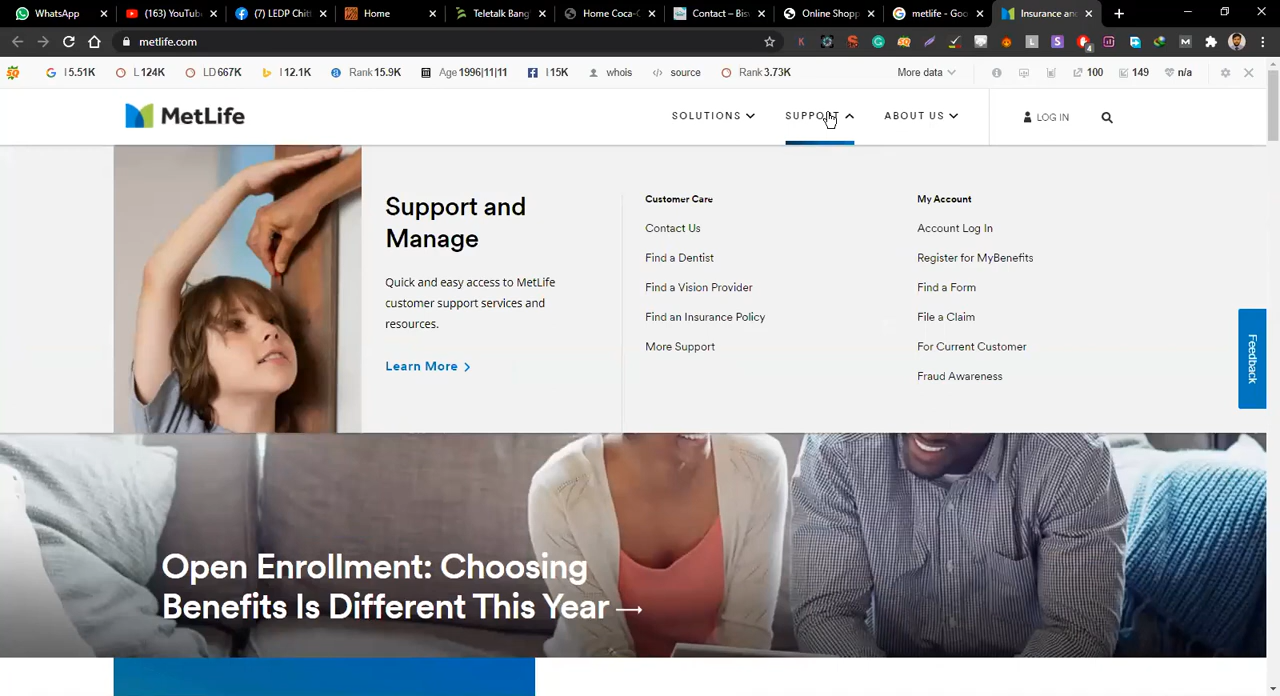 WhatsApp
(163) YouTub
(7) LEDP Chitt
Home
Teletalk Bang
Home Coca-C
Contact – Bis
Online Shopp
metlife - Goo
Insurance and
metlife.com
I 5.51K
L 124K
LD 667K
I 12.1K
Rank 15.9K
Age 1996|11|11
I 15K
whois
source
Rank 3.73K
More data
100
149
n/a
MetLife
SOLUTIONS
SUPPORT
ABOUT US
LOG IN
Support and
Manage
Quick and easy access to MetLife
customer support services and
resources.
Learn More
Customer Care
Contact Us
Find a Dentist
Find a Vision Provider
Find an Insurance Policy
More Support
My Account
Account Log In
Register for MyBenefits
Find a Form
File a Claim
For Current Customer
Fraud Awareness
Feedback
Open Enrollment: Choosing
Benefits Is Different This Year →